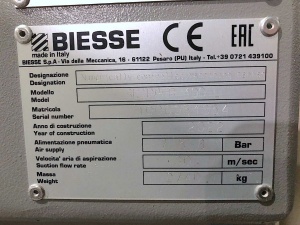 BIESSE CE EAC
made in Italy
BIESSE S.p.A - Via della Meccanica, 16 - 61122 Pesaro (PU) Italy - Tel.+39 0721 439100
Designazione
Designation
Modello
Model
Matricola
Serial number
Anno di costruzione
Year of construction
Alimentazione pneumatica
Air supply
Bar
Velocita' aria di aspirazione
Suction flow rate
m/sec
Massa
Weight
kg